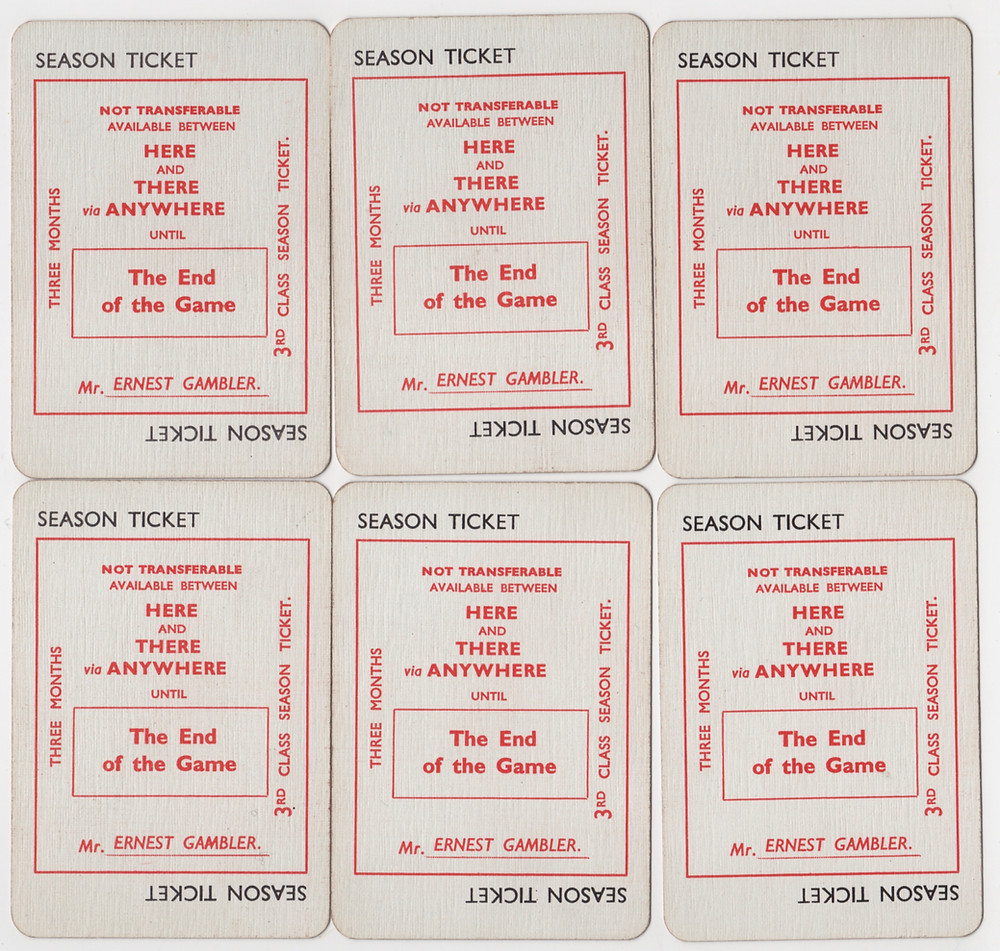 SEASON TICKET
NOT TRANSFERABLE
AVAILABLE BETWEEN
HERE
AND
THERE
via ANYWHERE
UNTIL
The End
of the Game
THREE MONTHS
3RD CLASS SEASON TICKET.
Mr. ERNEST GAMBLER.
SEASON TICKET
SEASON TICKET
NOT TRANSFERABLE
AVAILABLE BETWEEN
HERE
AND
THERE
via ANYWHERE
UNTIL
The End
of the Game
THREE MONTHS
3RD CLASS SEASON TICKET.
Mr. ERNEST GAMBLER.
SEASON TICKET
SEASON TICKET
NOT TRANSFERABLE
AVAILABLE BETWEEN
HERE
AND
THERE
via ANYWHERE
UNTIL
The End
of the Game
THREE MONTHS
3RD CLASS SEASON TICKET.
Mr. ERNEST GAMBLER.
SEASON TICKET
SEASON TICKET
NOT TRANSFERABLE
AVAILABLE BETWEEN
HERE
AND
THERE
via ANYWHERE
UNTIL
The End
of the Game
THREE MONTHS
3RD CLASS SEASON TICKET.
Mr. ERNEST GAMBLER.
SEASON TICKET
SEASON TICKET
NOT TRANSFERABLE
AVAILABLE BETWEEN
HERE
AND
THERE
via ANYWHERE
UNTIL
The End
of the Game
THREE MONTHS
3RD CLASS SEASON TICKET.
Mr. ERNEST GAMBLER.
SEASON TICKET
SEASON TICKET
NOT TRANSFERABLE
AVAILABLE BETWEEN
HERE
AND
THERE
via ANYWHERE
UNTIL
The End
of the Game
THREE MONTHS
3RD CLASS SEASON TICKET.
Mr. ERNEST GAMBLER.
SEASON TICKET